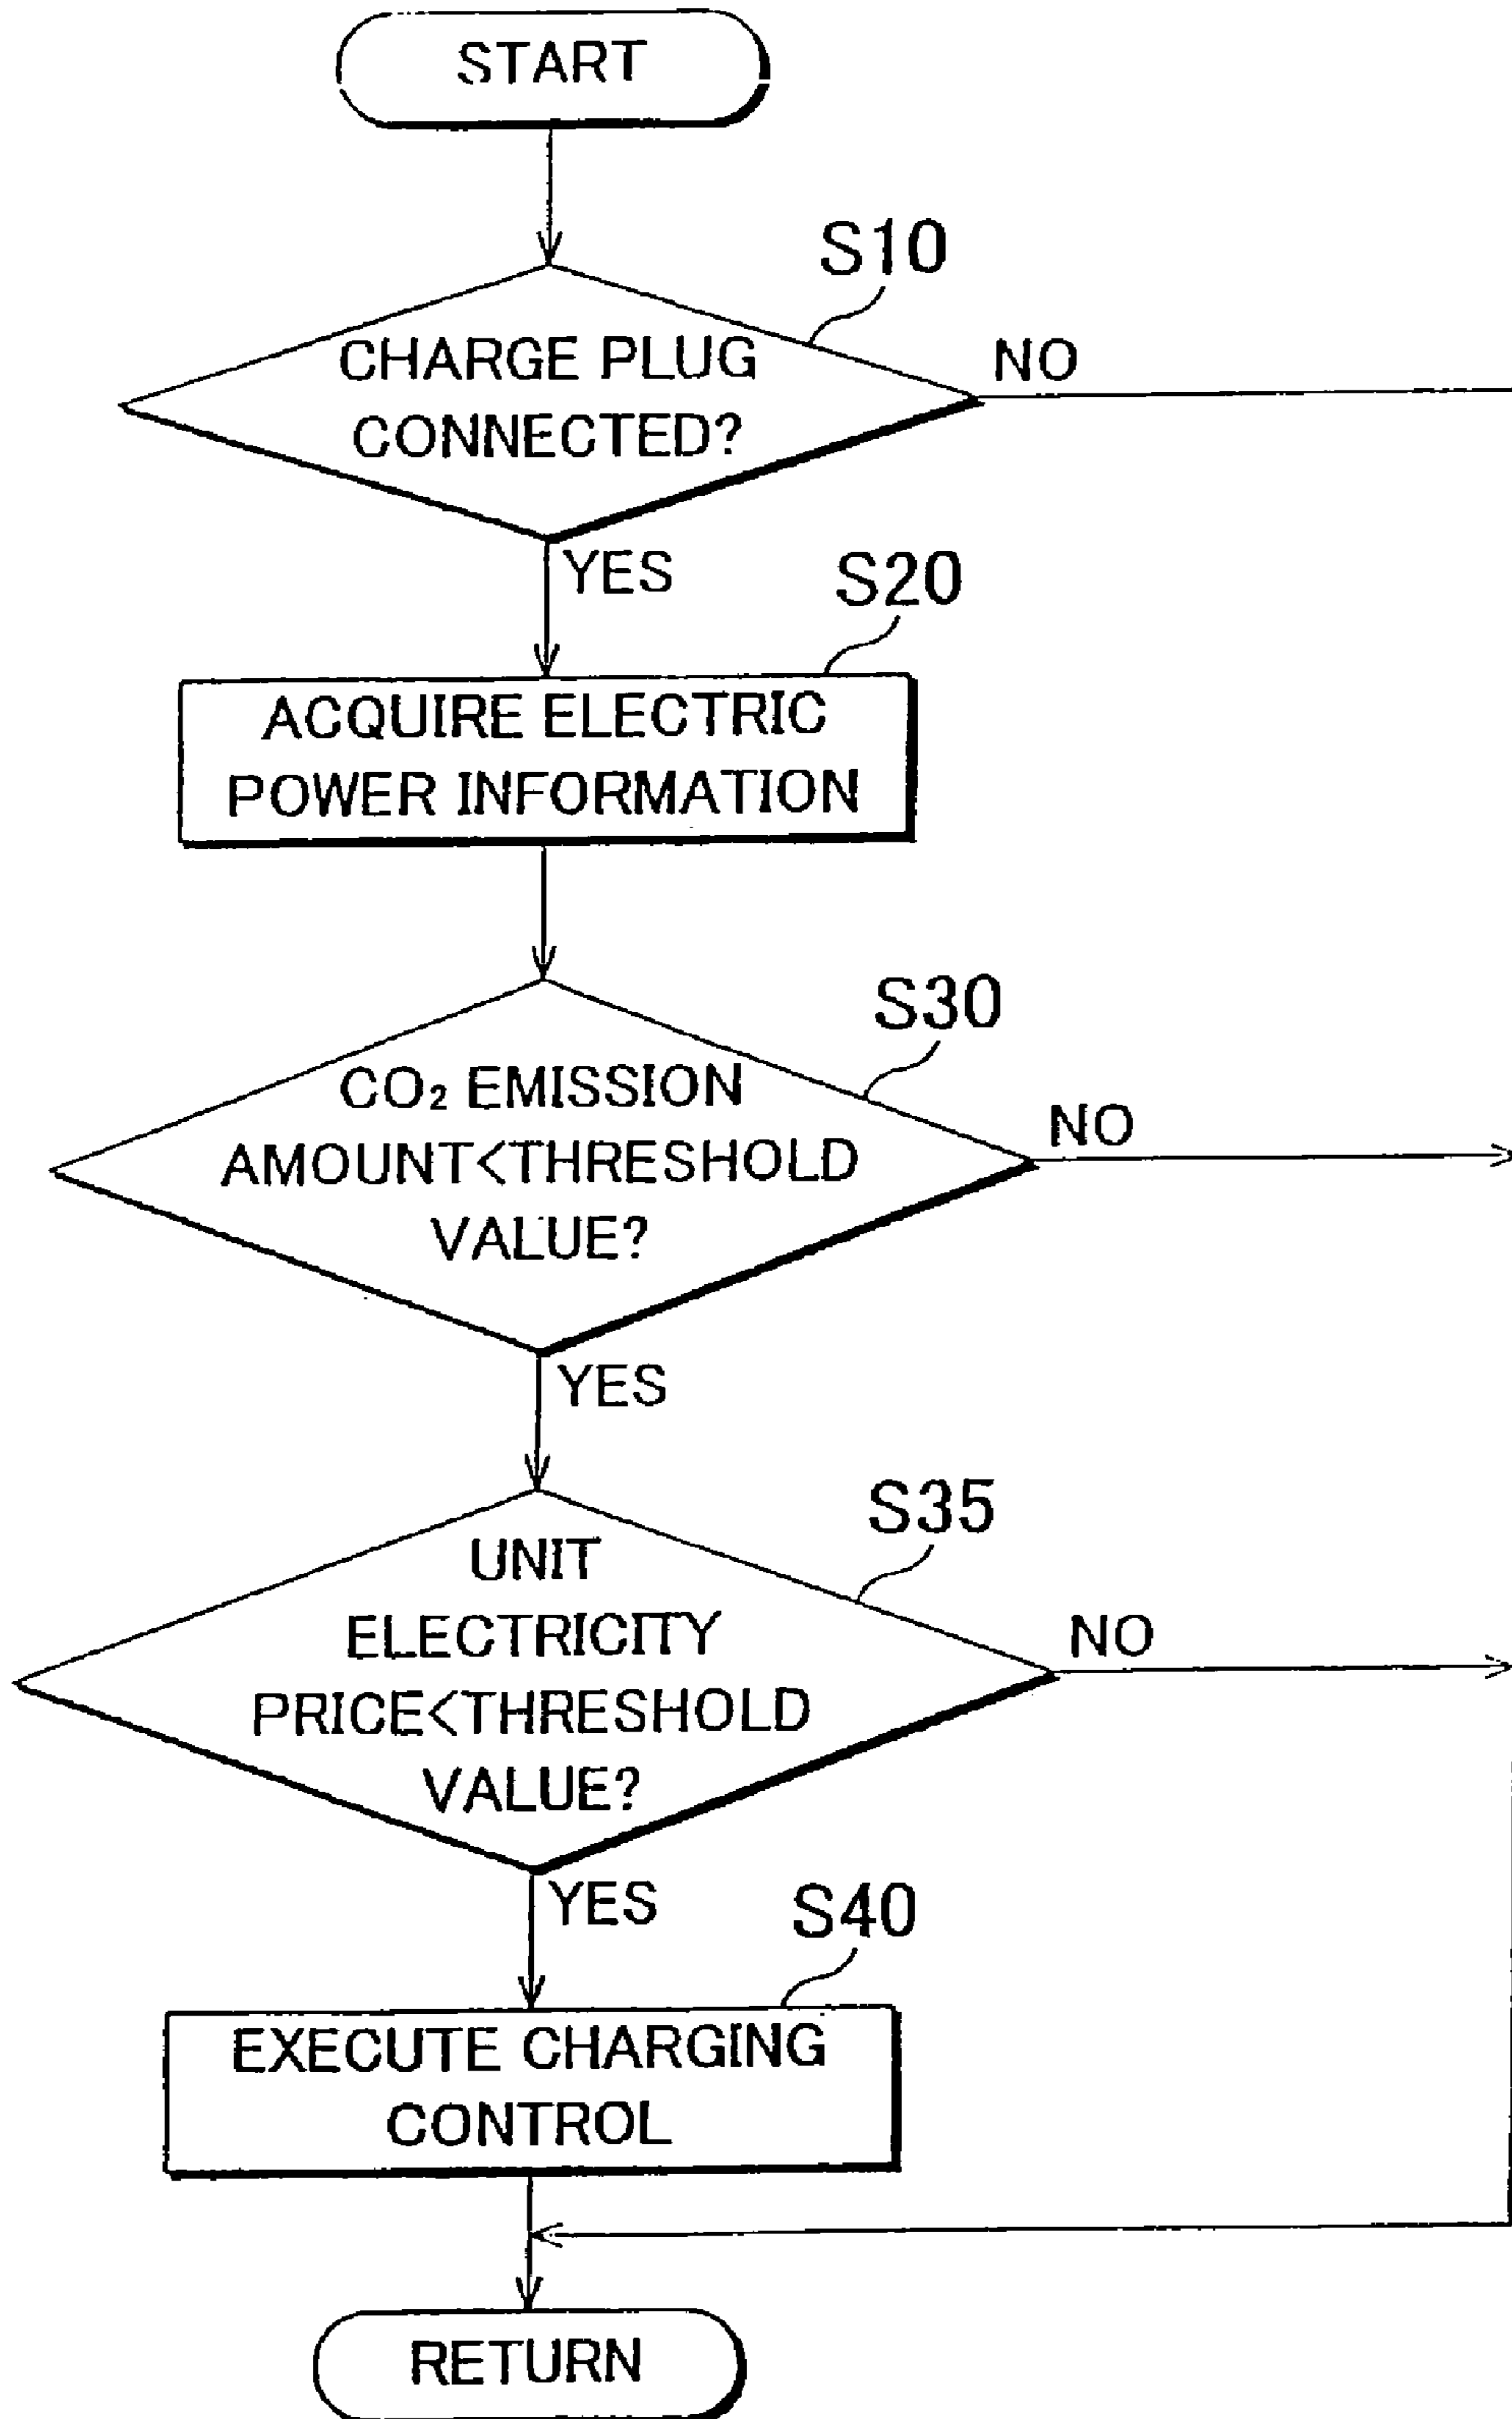 START
S10
CHARGE PLUG
CONNECTED?
NO
YES
S20
ACQUIRE ELECTRIC
POWER INFORMATION
S30
CO₂ EMISSION
AMOUNT<THRESHOLD
VALUE?
NO
YES
S35
UNIT
ELECTRICITY
PRICE<THRESHOLD
VALUE?
NO
YES
S40
EXECUTE CHARGING
CONTROL
RETURN